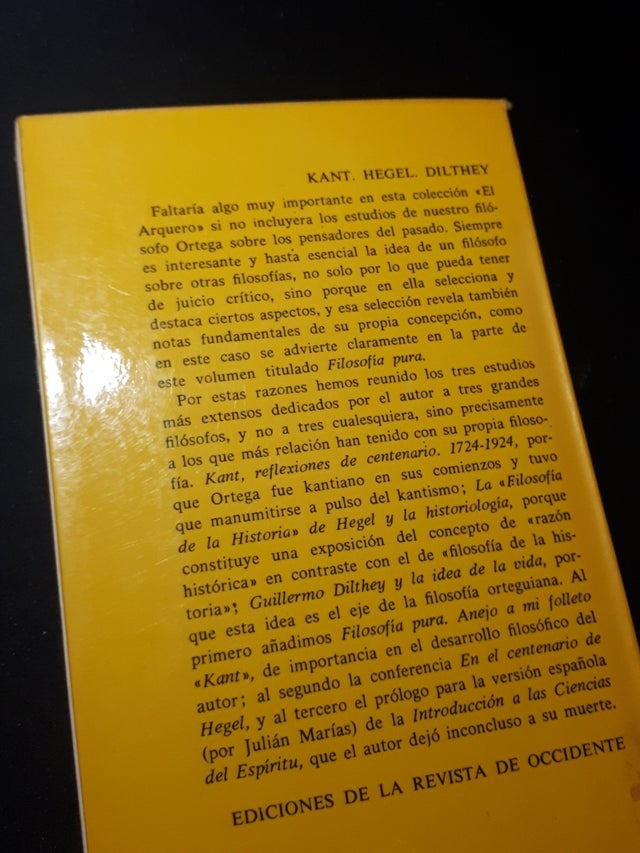 KANT. HEGEL. DILTHEY
Faltaría algo muy importante en esta colección «El
Arquero» si no incluyera los estudios de nuestro filó-
sofo Ortega sobre los pensadores del pasado. Siempre
es interesante y hasta esencial la idea de un filósofo
sobre otras filosofías, no solo por lo que pueda tener
de juicio crítico, sino porque en ella selecciona y
destaca ciertos aspectos, y esa selección revela también
notas fundamentales de su propia concepción, como
en este caso se advierte claramente en la parte de
este volumen titulado Filosofía pura.
Por estas razones hemos reunido los tres estudios
más extensos dedicados por el autor a tres grandes
filósofos, y no a tres cualesquiera, sino precisamente
a los que más relación han tenido con su propia filoso-
fía. Kant, reflexiones de centenario. 1724-1924, por-
que Ortega fue kantiano en sus comienzos y tuvo
que manumitirse a pulso del kantismo; La «Filosofía
de la Historia» de Hegel y la historiología, porque
constituye una exposición del concepto de «razón
histórica» en contraste con el de «filosofía de la his-
toria»; Guillermo Dilthey y la idea de la vida, por-
que esta idea es el eje de la filosofía orteguiana. Al
primero añadimos Filosofía pura. Anejo a mi folleto
«Kant», de importancia en el desarrollo filosófico del
autor; al segundo la conferencia En el centenario de
Hegel, y al tercero el prólogo para la versión española
(por Julián Marías) de la Introducción a las Ciencias
del Espíritu, que el autor dejó inconcluso a su muerte.
EDICIONES DE LA REVISTA DE OCCIDENTE